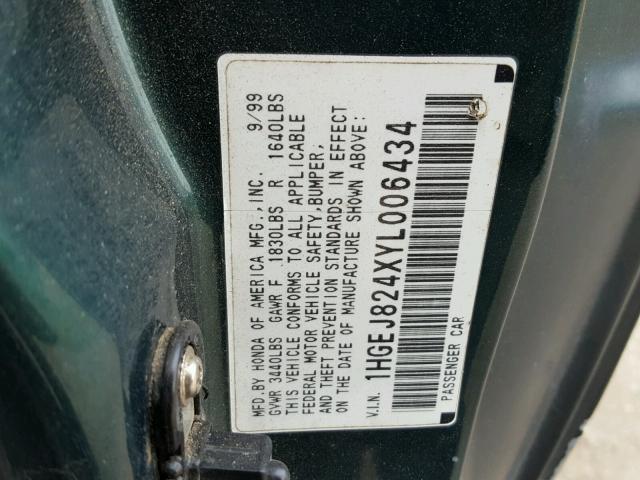 MFD.BY HONDA OF AMERICA MFG.,INC. 9/99
GVWR 3440LBS GAWR F 1830LBS R 1640LBS
THIS VEHICLE CONFORMS TO ALL APPLICABLE
FEDERAL MOTOR VEHICLE SAFETY,BUMPER,
AND THEFT PREVENTION STANDARDS IN EFFECT
ON THE DATE OF MANUFACTURE SHOWN ABOVE:
V.I.N. 1HGEJ824XYL006434
PASSENGER CAR